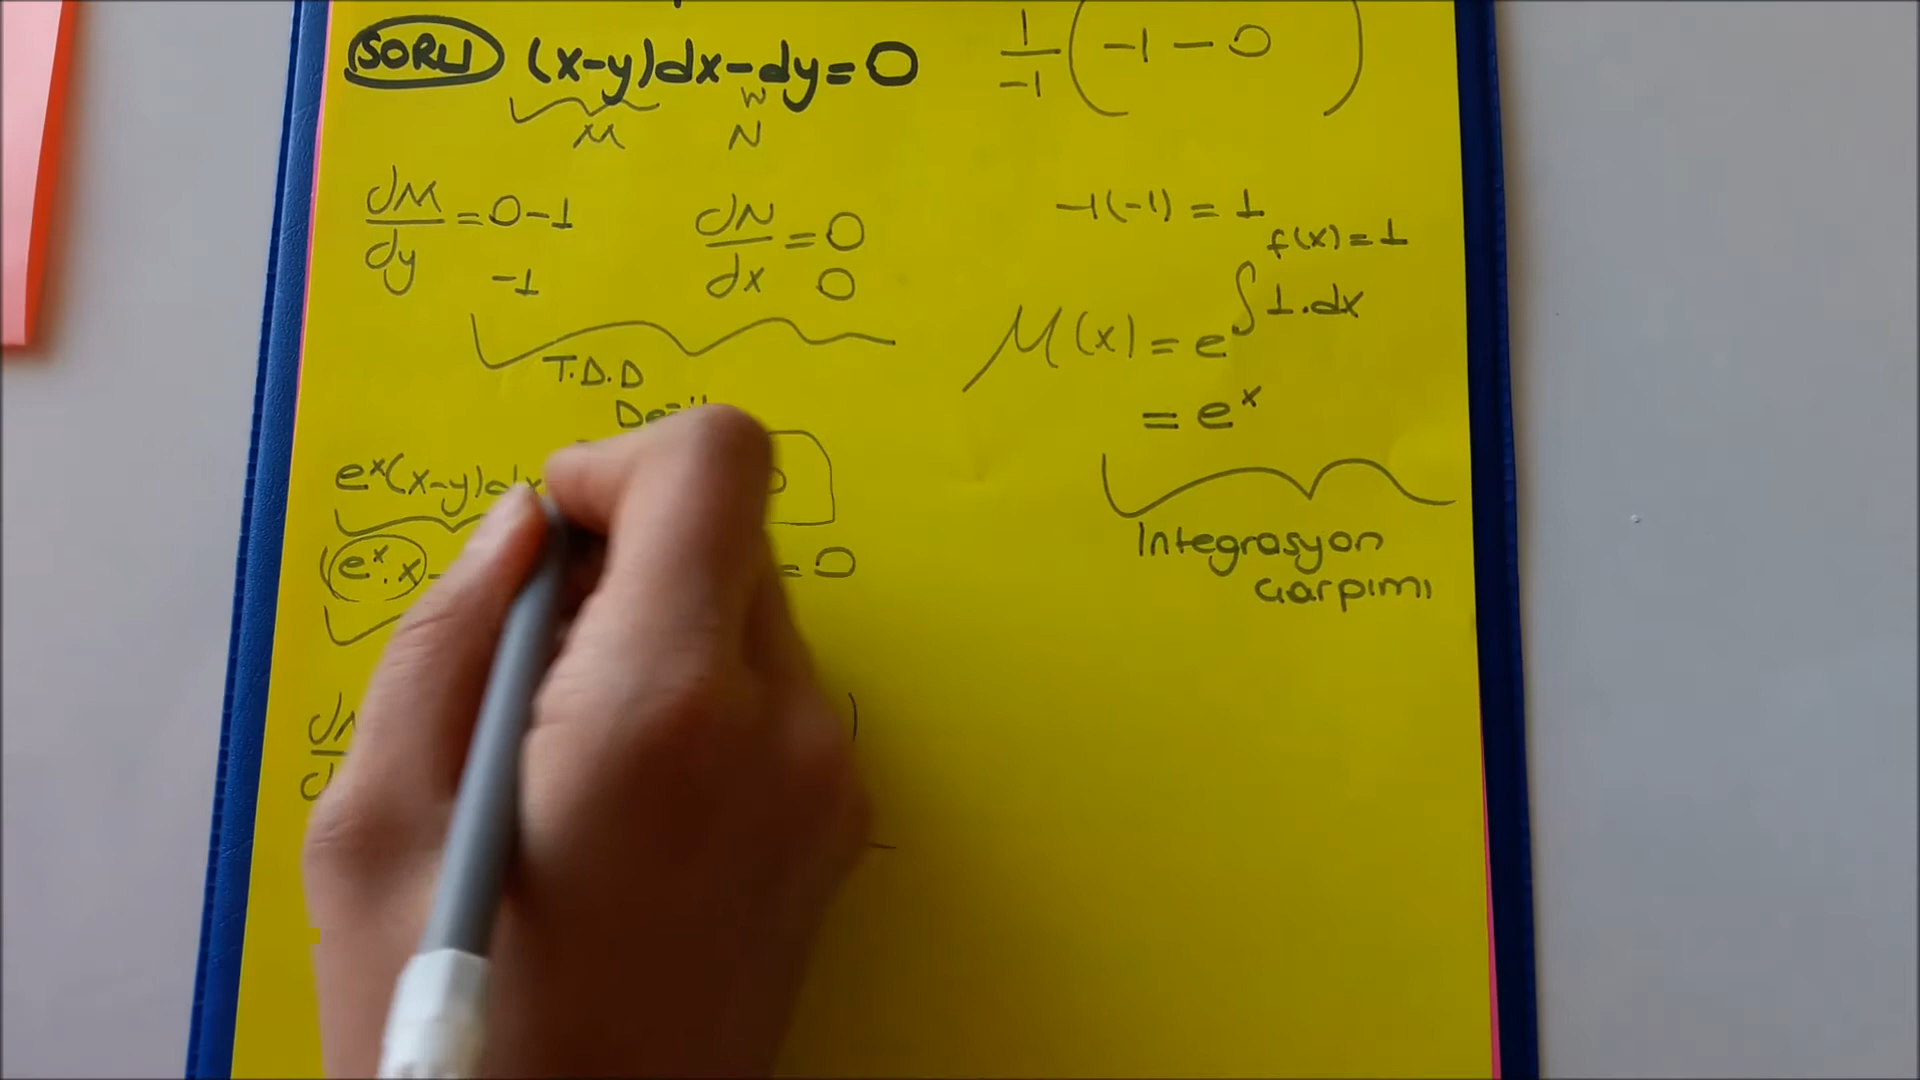 SORU (x-y)dx-dy=0
M N
dM/dy = 0-1
-1
dN/dx = 0
0
T.D.D
e^x(x-y)dx
(e^x.x-
=0
1/-1 (-1-0)
-1(-1) = 1
f(x)=1
M(x) = e^∫1.dx
= e^x
Integrasyon
Çarpımı